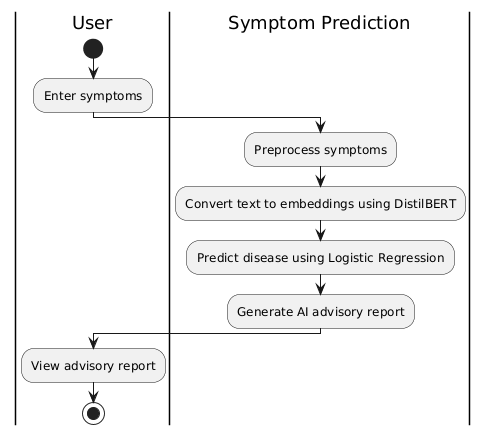 User
Symptom Prediction
Enter symptoms
Preprocess symptoms
Convert text to embeddings using DistilBERT
Predict disease using Logistic Regression
Generate AI advisory report
View advisory report